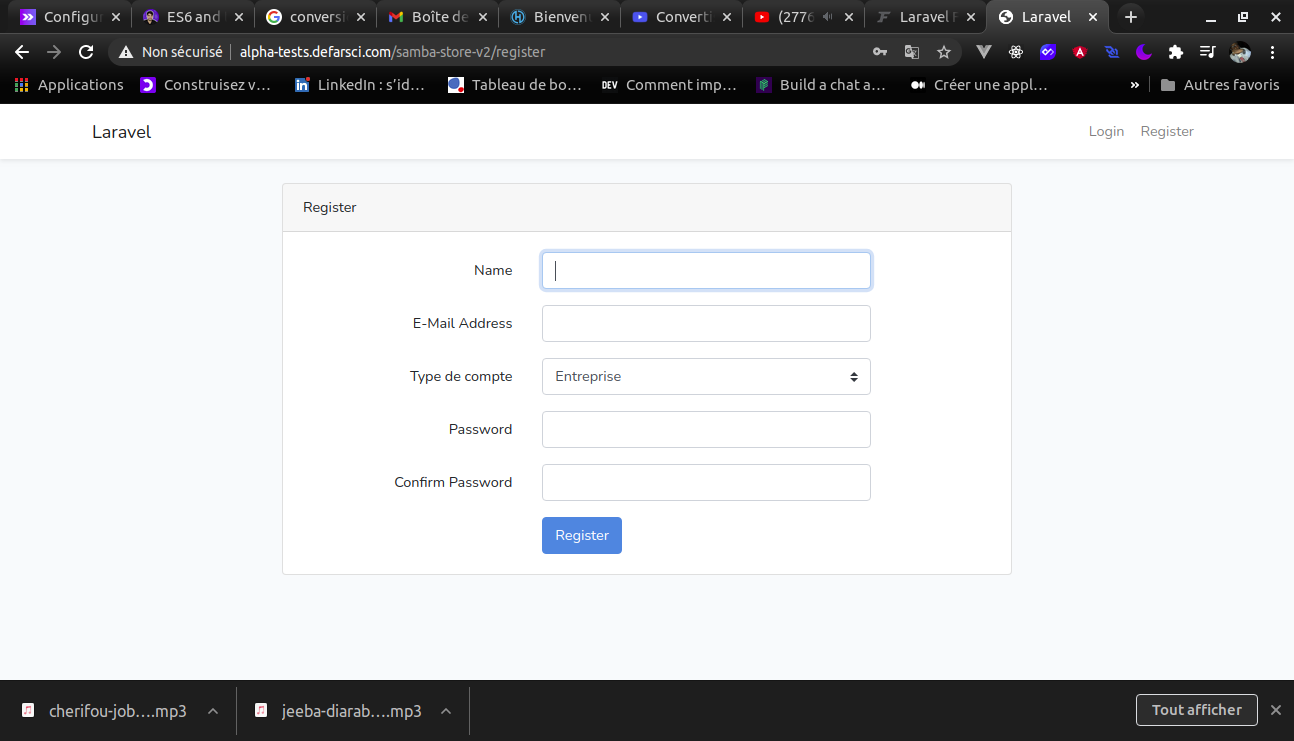 Configur ES6 and conversi Boîte de Bienven Converti (2776 Laravel F Laravel
Non sécurisé alpha-tests.defarsci.com/samba-store-v2/register
Applications Construisez v… LinkedIn : s'id… Tableau de bo… DEV Comment imp… Build a chat a… Créer une appl… » Autres favoris
Laravel Login Register
Register
Name
E-Mail Address
Type de compte Entreprise
Password
Confirm Password
Register
cherifou-job….mp3 jeeba-diarab….mp3 Tout afficher